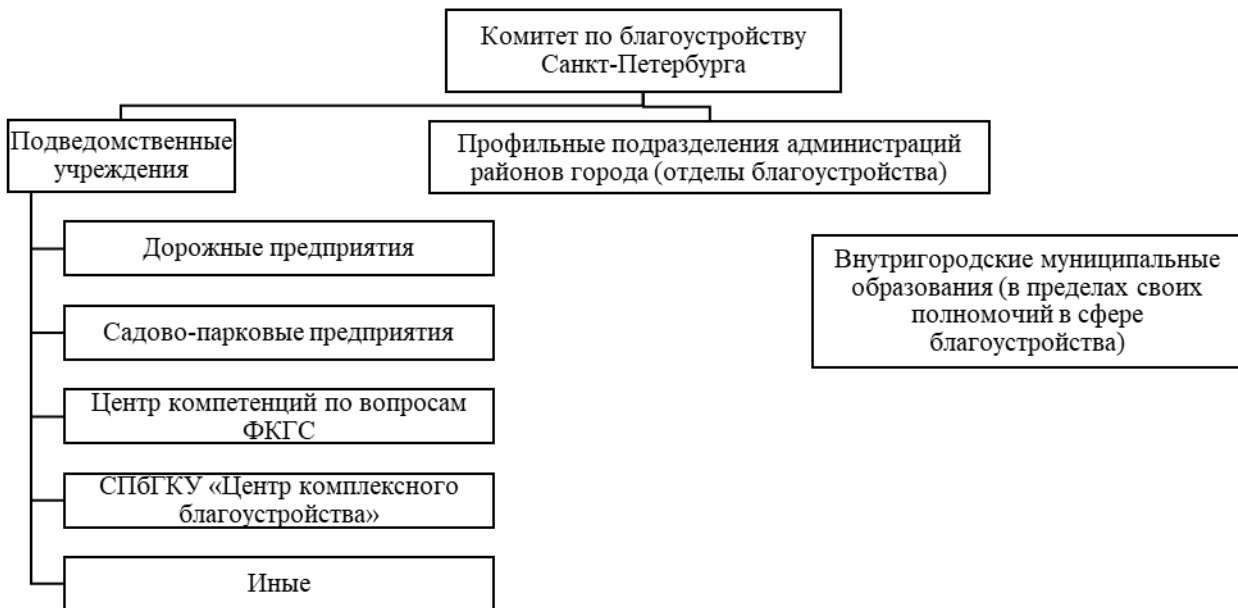 Комитет по благоустройству
Санкт-Петербурга
Подведомственные
учреждения
Профильные подразделения администраций
районов города (отделы благоустройства)
Дорожные предприятия
Внутригородские муниципальные
образования (в пределах своих
полномочий в сфере
благоустройства)
Садово-парковые предприятия
Центр компетенций по вопросам
ФКГС
СПбГКУ «Центр комплексного
благоустройства»
Иные